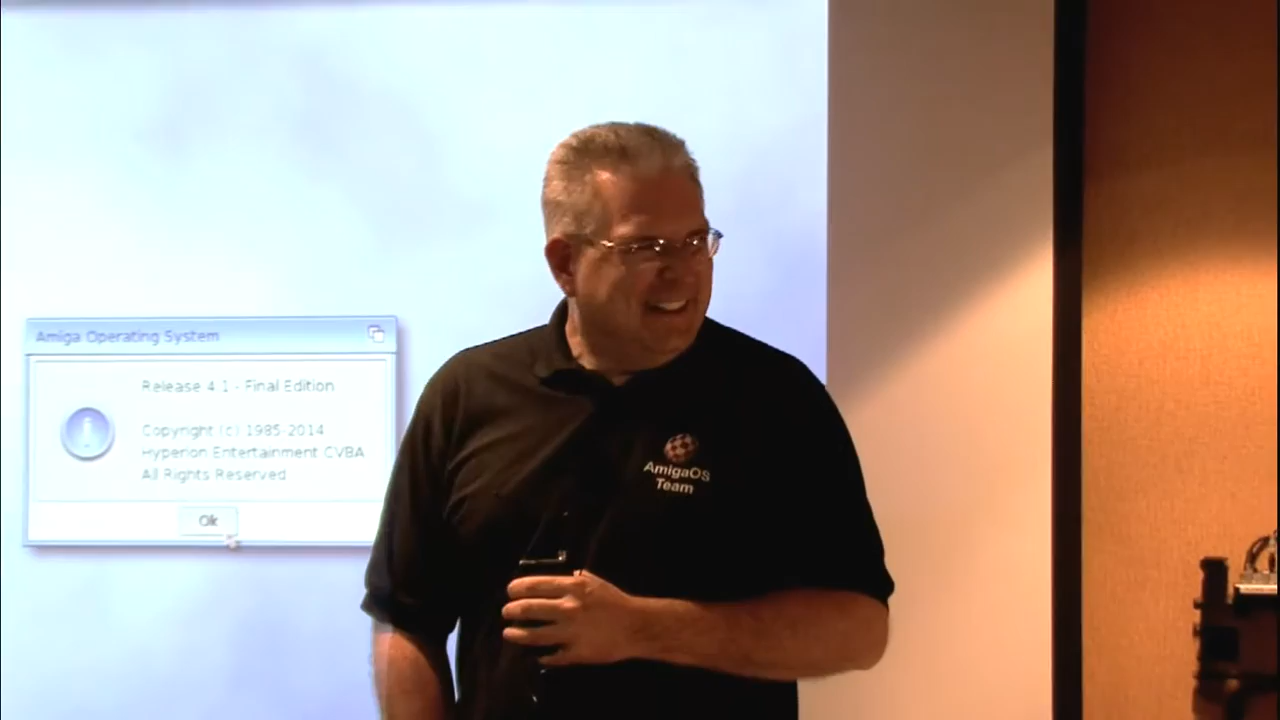 Amiga Operating System
Release 4.1 - Final Edition
Copyright (c) 1985-2014
Hyperion Entertainment CVBA
All Rights Reserved
Ok
AmigaOS
Team